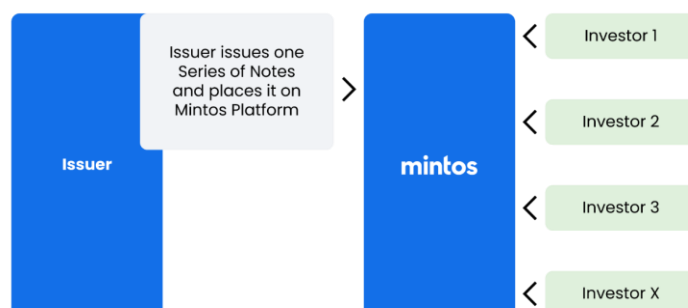 Issuer issues one
Series of Notes
and places it on
Mintos Platform
Issuer
mintos
Investor 1
Investor 2
Investor 3
Investor X